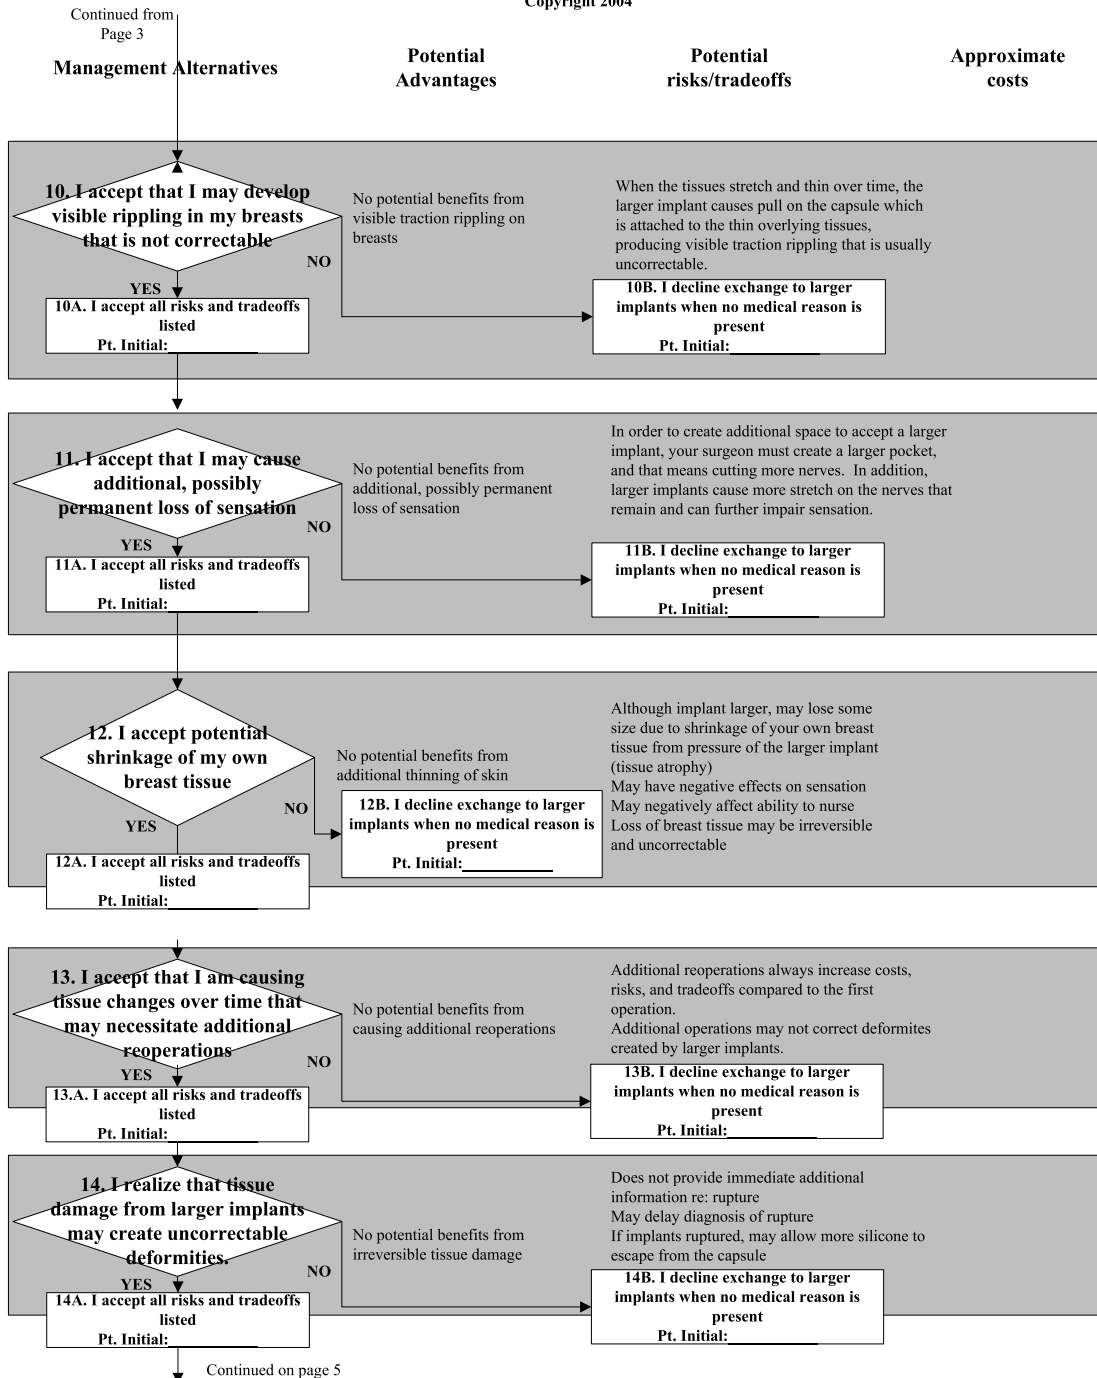 Copyright 2004
Continued from
Page 3
Management Alternatives
Potential
Advantages
Potential
risks/tradeoffs
Approximate
costs
10. I accept that I may develop
visible rippling in my breasts
that is not correctable
NO
YES
10A. I accept all risks and tradeoffs
listed
Pt. Initial:__________
No potential benefits from
visible traction rippling on
breasts
When the tissues stretch and thin over time, the
larger implant causes pull on the capsule which
is attached to the thin overlying tissues,
producing visible traction rippling that is usually
uncorrectable.
10B. I decline exchange to larger
implants when no medical reason is
present
Pt. Initial:__________
11. I accept that I may cause
additional, possibly
permanent loss of sensation
NO
YES
11A. I accept all risks and tradeoffs
listed
Pt. Initial:__________
No potential benefits from
additional, possibly permanent
loss of sensation
In order to create additional space to accept a larger
implant, your surgeon must create a larger pocket,
and that means cutting more nerves.  In addition,
larger implants cause more stretch on the nerves that
remain and can further impair sensation.
11B. I decline exchange to larger
implants when no medical reason is
present
Pt. Initial:__________
12. I accept potential
shrinkage of my own
breast tissue
NO
YES
12A. I accept all risks and tradeoffs
listed
Pt. Initial:__________
No potential benefits from
additional thinning of skin
12B. I decline exchange to larger
implants when no medical reason is
present
Pt. Initial:__________
Although implant larger, may lose some
size due to shrinkage of your own breast
tissue from pressure of the larger implant
(tissue atrophy)
May have negative effects on sensation
May negatively affect ability to nurse
Loss of breast tissue may be irreversible
and uncorrectable
13. I accept that I am causing
tissue changes over time that
may necessitate additional
reoperations
NO
YES
13.A. I accept all risks and tradeoffs
listed
Pt. Initial:__________
No potential benefits from
causing additional reoperations
Additional reoperations always increase costs,
risks, and tradeoffs compared to the first
operation.
Additional operations may not correct deformites
created by larger implants.
13B. I decline exchange to larger
implants when no medical reason is
present
Pt. Initial:__________
14. I realize that tissue
damage from larger implants
may create uncorrectable
deformities.
NO
YES
14A. I accept all risks and tradeoffs
listed
Pt. Initial:__________
No potential benefits from
irreversible tissue damage
Does not provide immediate additional
information re: rupture
May delay diagnosis of rupture
If implants ruptured, may allow more silicone to
escape from the capsule
14B. I decline exchange to larger
implants when no medical reason is
present
Pt. Initial:__________
Continued on page 5